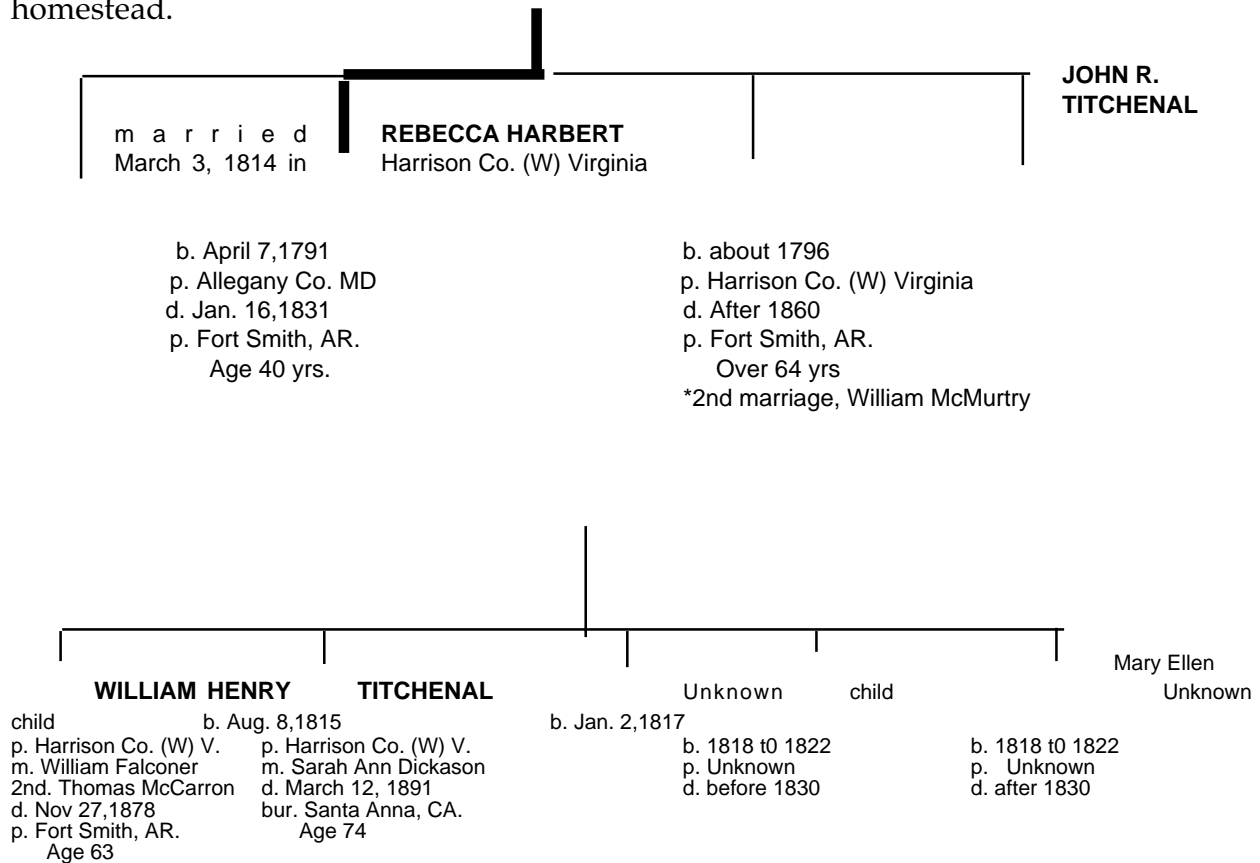 homestead.
JOHN R.
TITCHENAL
married REBECCA HARBERT
March 3, 1814 in Harrison Co. (W) Virginia
b. April 7,1791
p. Allegany Co. MD
d. Jan. 16,1831
p. Fort Smith, AR.
Age 40 yrs.
b. about 1796
p. Harrison Co. (W) Virginia
d. After 1860
p. Fort Smith, AR.
Over 64 yrs
*2nd marriage, William McMurtry
Mary Ellen
WILLIAM HENRY TITCHENAL Unknown child Unknown
child b. Aug. 8,1815 b. Jan. 2,1817
p. Harrison Co. (W) V.
m. William Falconer
2nd. Thomas McCarron
d. Nov 27,1878
p. Fort Smith, AR.
Age 63
p. Harrison Co. (W) V.
m. Sarah Ann Dickason
d. March 12, 1891
bur. Santa Anna, CA.
Age 74
b. 1818 t0 1822
p. Unknown
d. before 1830
b. 1818 t0 1822
p. Unknown
d. after 1830